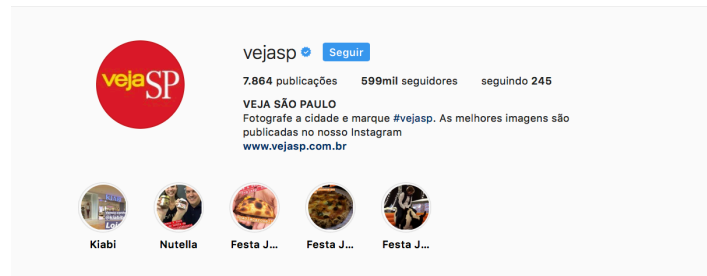 vejaSP
vejasp Seguir
7.864 publicações 599mil seguidores seguindo 245
VEJA SÃO PAULO
Fotografe a cidade e marque #vejasp. As melhores imagens são
publicadas no nosso Instagram
www.vejasp.com.br
Kiabi Nutella Festa J... Festa J... Festa J...